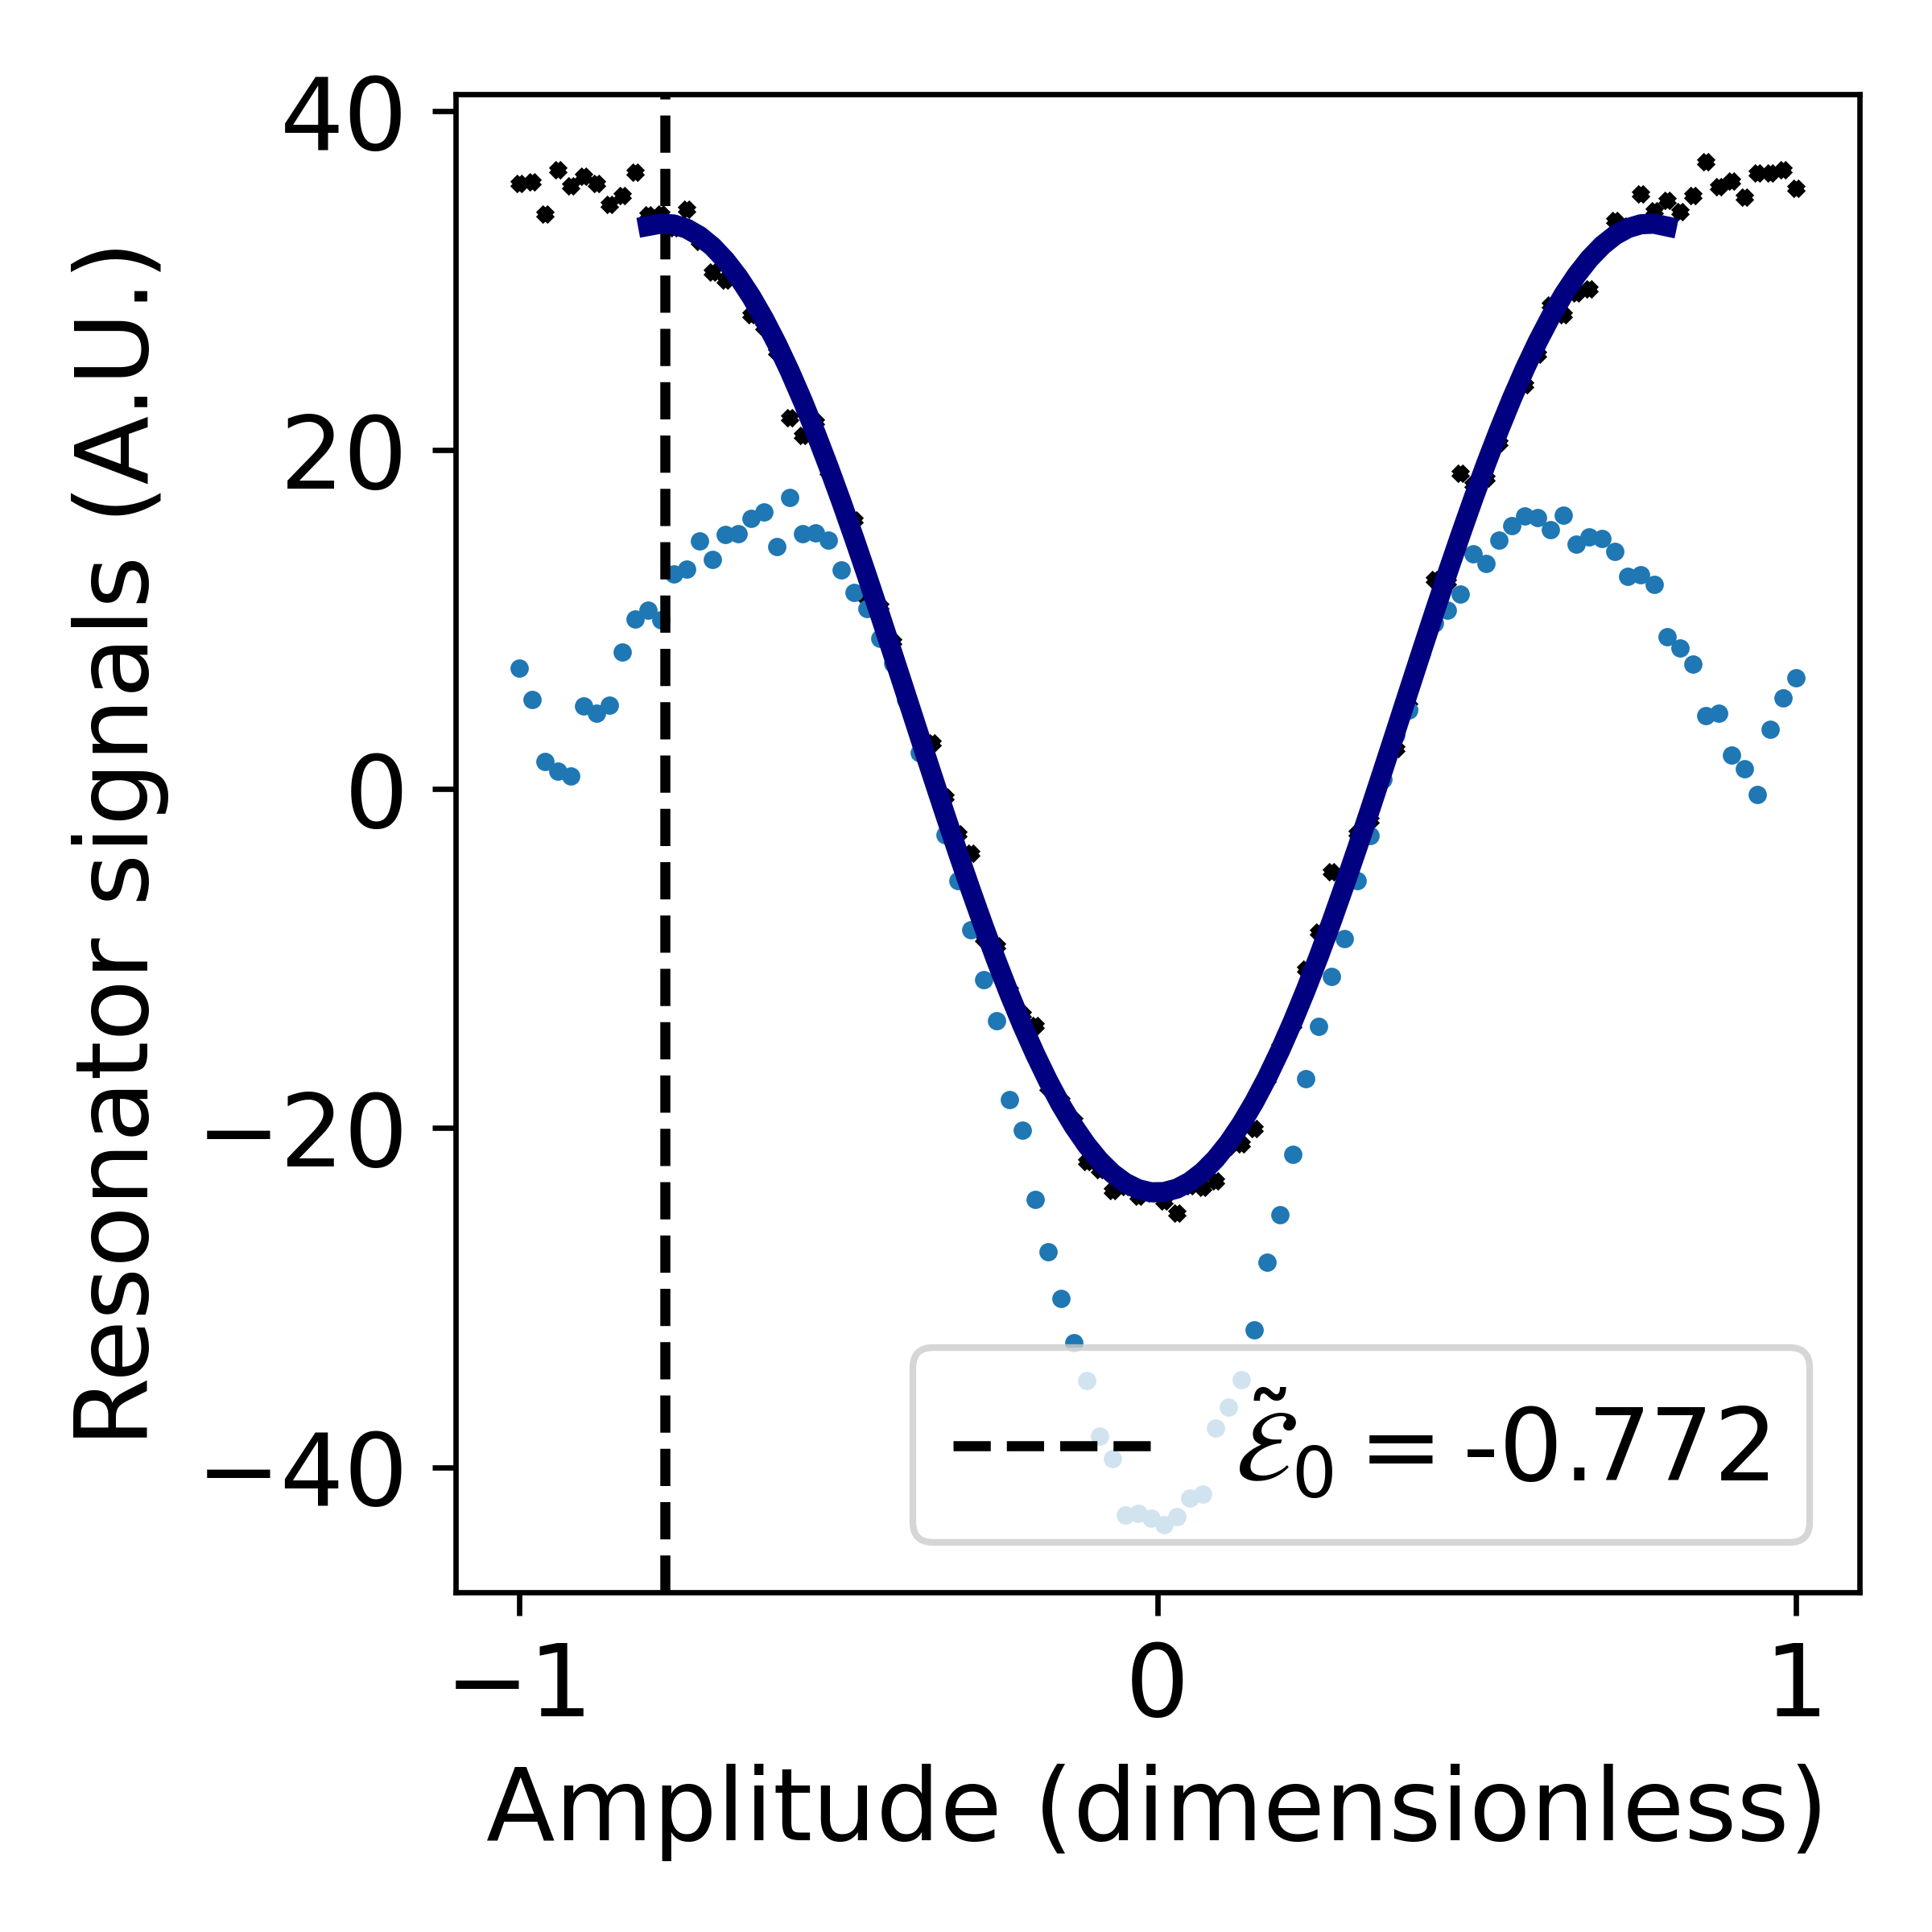 Resonator signals (A.U.)
40
20
0
−20
−40
−1
0
1
Amplitude (dimensionless)
ℰ̃₀ = -0.772